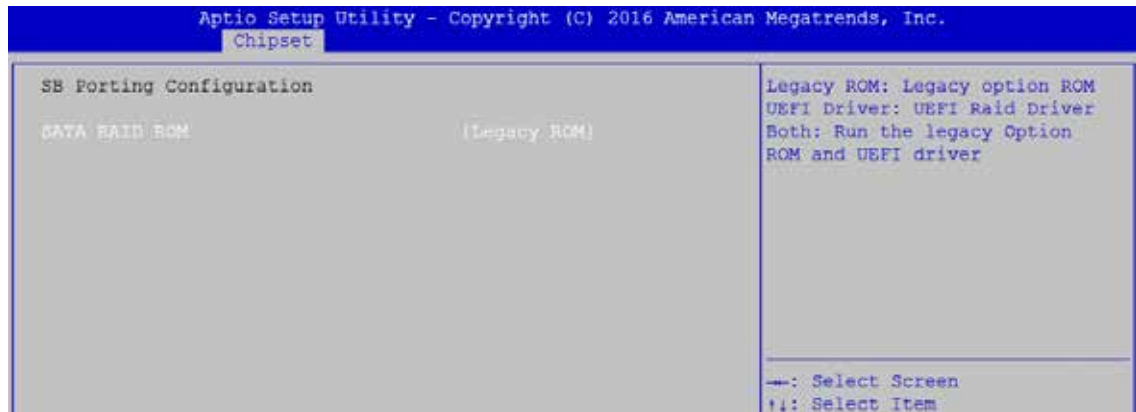 Aptio Setup Utility - Copyright (C) 2016 American Megatrends, Inc.
Chipset
SB Porting Configuration
SATA RAID ROM [Legacy ROM]
Legacy ROM: Legacy option ROM
UEFI Driver: UEFI Raid Driver
Both: Run the legacy Option
ROM and UEFI driver
→←: Select Screen
↑↓: Select Item